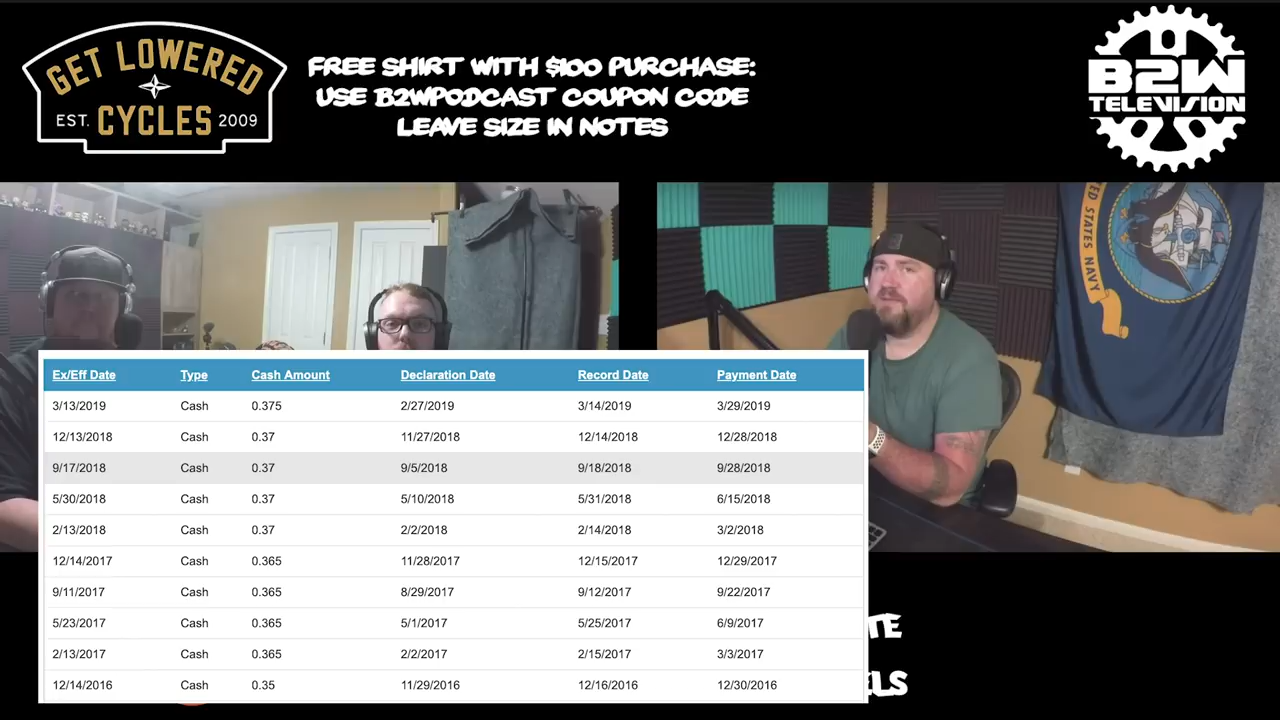 GET LOWERED
EST. CYCLES 2009
FREE SHIRT WITH $100 PURCHASE:
USE B2WPODCAST COUPON CODE
LEAVE SIZE IN NOTES
B2W
TELEVISION
STATES NAVY
Ex/Eff Date Type Cash Amount Declaration Date Record Date Payment Date
3/13/2019 Cash 0.375 2/27/2019 3/14/2019 3/29/2019
12/13/2018 Cash 0.37 11/27/2018 12/14/2018 12/28/2018
9/17/2018 Cash 0.37 9/5/2018 9/18/2018 9/28/2018
5/30/2018 Cash 0.37 5/10/2018 5/31/2018 6/15/2018
2/13/2018 Cash 0.37 2/2/2018 2/14/2018 3/2/2018
12/14/2017 Cash 0.365 11/28/2017 12/15/2017 12/29/2017
9/11/2017 Cash 0.365 8/29/2017 9/12/2017 9/22/2017
5/23/2017 Cash 0.365 5/1/2017 5/25/2017 6/9/2017
2/13/2017 Cash 0.365 2/2/2017 2/15/2017 3/3/2017
12/14/2016 Cash 0.35 11/29/2016 12/16/2016 12/30/2016